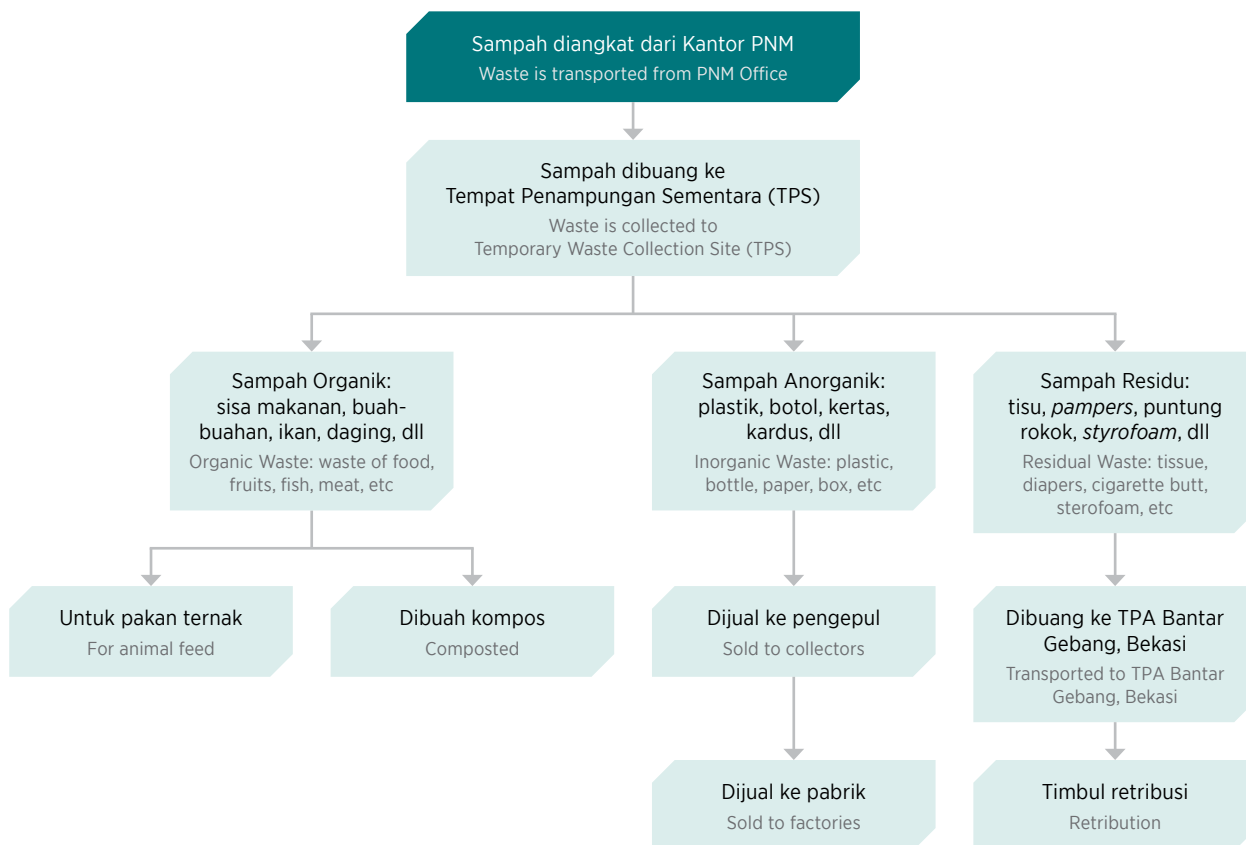 Sampah diangkat dari Kantor PNM
Waste is transported from PNM Office
Sampah dibuang ke
Tempat Penampungan Sementara (TPS)
Waste is collected to
Temporary Waste Collection Site (TPS)
Sampah Organik:
sisa makanan, buah-
buahan, ikan, daging, dll
Organic Waste: waste of food,
fruits, fish, meat, etc
Sampah Anorganik:
plastik, botol, kertas,
kardus, dll
Inorganic Waste: plastic,
bottle, paper, box, etc
Sampah Residu:
tisu, pampers, puntung
rokok, styrofoam, dll
Residual Waste: tissue,
diapers, cigarette butt,
sterofoam, etc
Untuk pakan ternak
For animal feed
Dibuah kompos
Composted
Dijual ke pengepul
Sold to collectors
Dibuang ke TPA Bantar
Gebang, Bekasi
Transported to TPA Bantar
Gebang, Bekasi
Dijual ke pabrik
Sold to factories
Timbul retribusi
Retribution